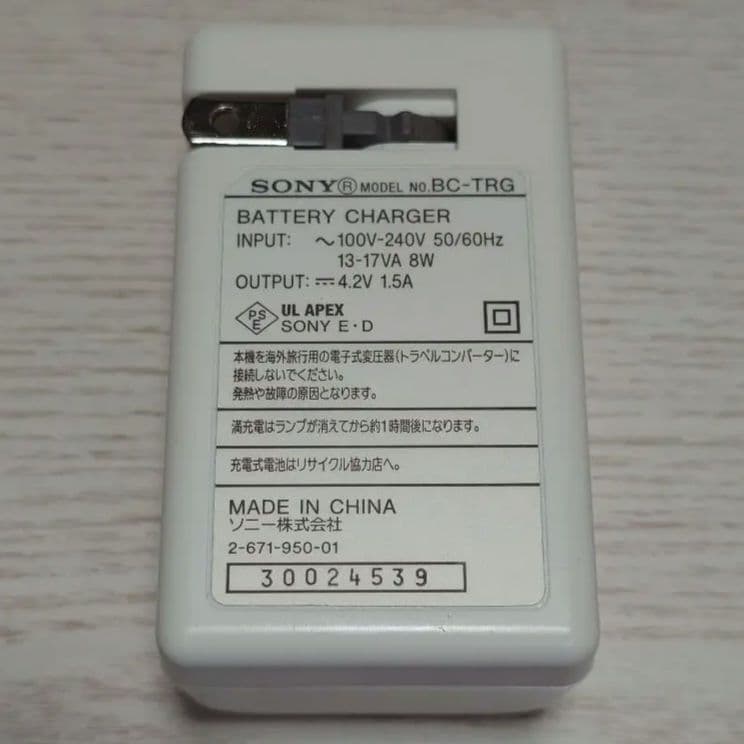 SONY® MODEL NO.BC-TRG
BATTERY CHARGER
INPUT: ～100V-240V 50/60Hz
13-17VA 8W
OUTPUT: ⎓4.2V 1.5A
PSE
UL APEX
SONY E・D
本機を海外旅行用の電子式変圧器(トラベルコンバーター)に
接続しないでください。
発熱や故障の原因となります。
満充電はランプが消えてから約1時間後になります。
充電式電池はリサイクル協力店へ。
MADE IN CHINA
ソニー株式会社
2-671-950-01
30024539